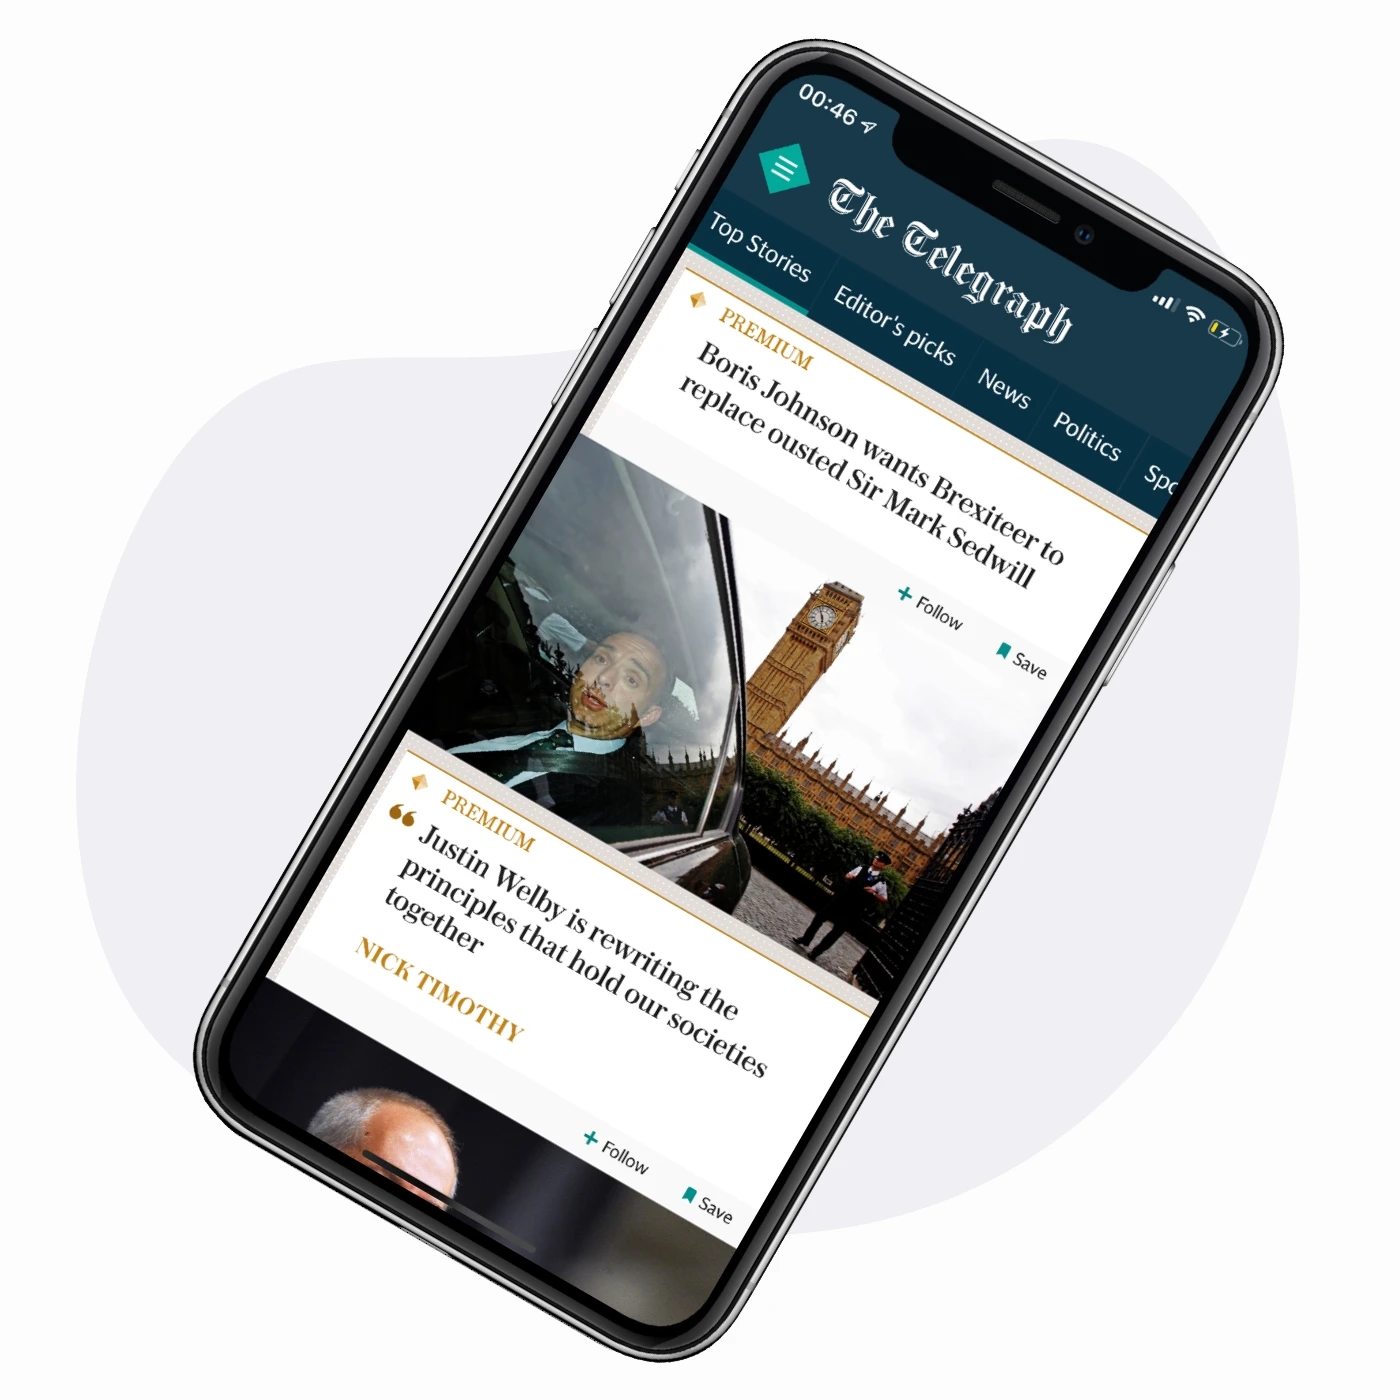 00:46
The Telegraph
Top Stories
Editor's picks
News
Politics
Spo
PREMIUM
Boris Johnson wants Brexiteer to
replace ousted Sir Mark Sedwill
Follow
Save
PREMIUM
“ Justin Welby is rewriting the
principles that hold our societies
together
NICK TIMOTHY
Follow
Save